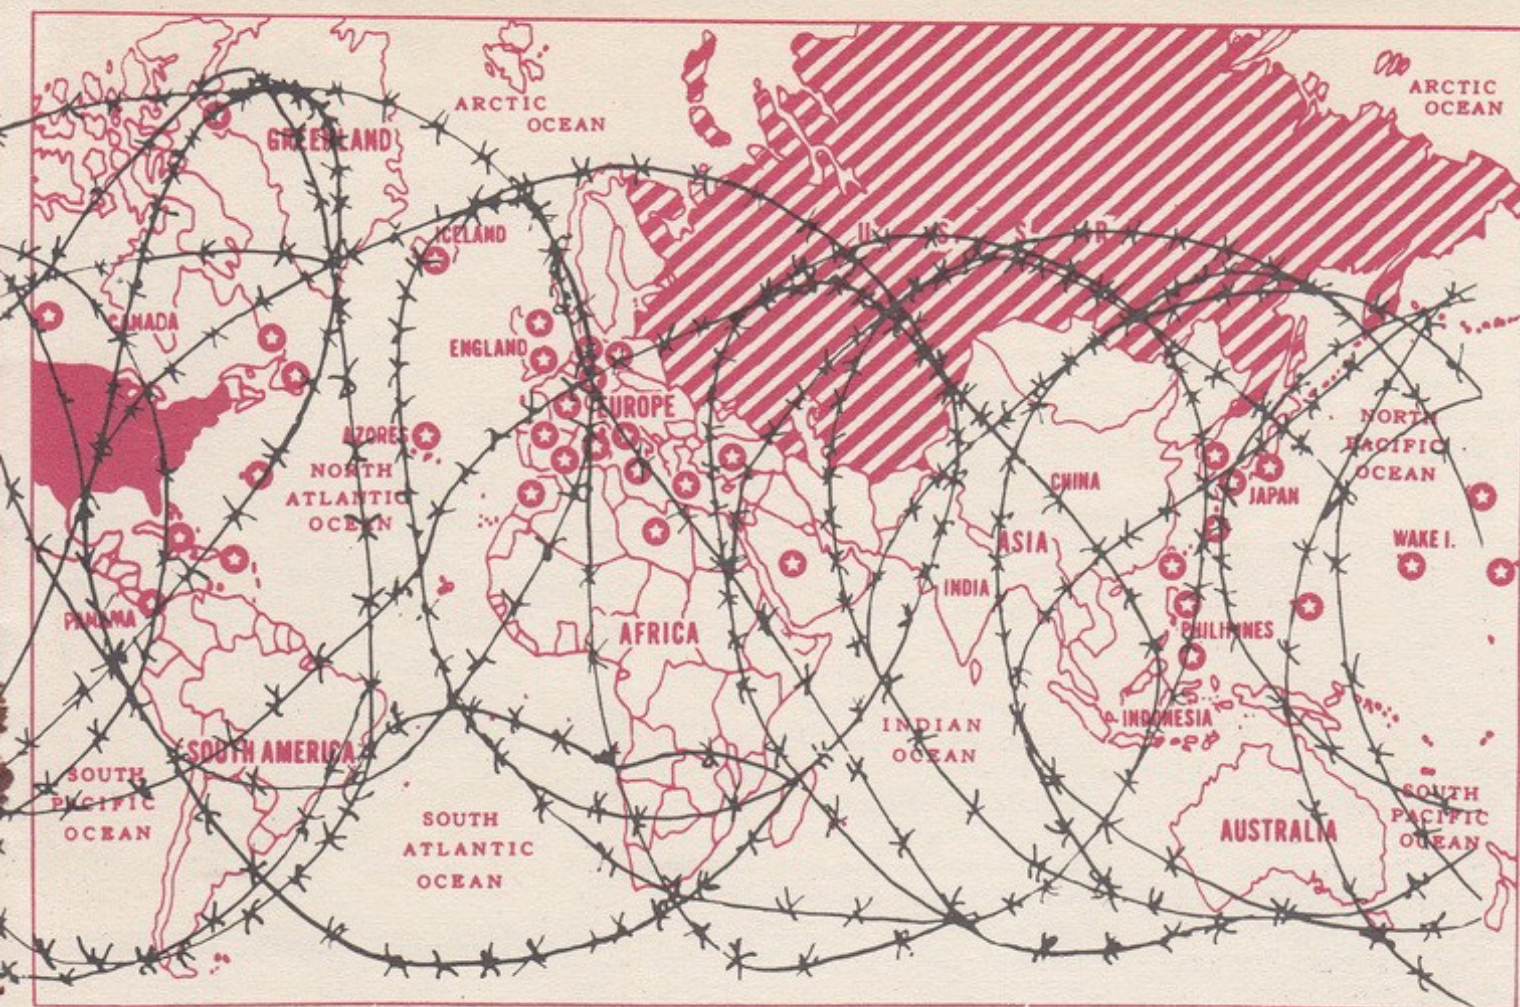 ARCTIC
OCEAN
ARCTIC
OCEAN
GREENLAND
ICELAND
U. S. S. R.
CANADA
ENGLAND
EUROPE
AZORES
NORTH
ATLANTIC
OCEAN
NORTH
PACIFIC
OCEAN
CHINA
JAPAN
ASIA
WAKE I.
INDIA
PANAMA
AFRICA
PHILIPPINES
INDONESIA
INDIAN
OCEAN
SOUTH AMERICA
SOUTH
PACIFIC
OCEAN
SOUTH
ATLANTIC
OCEAN
AUSTRALIA
SOUTH
PACIFIC
OCEAN